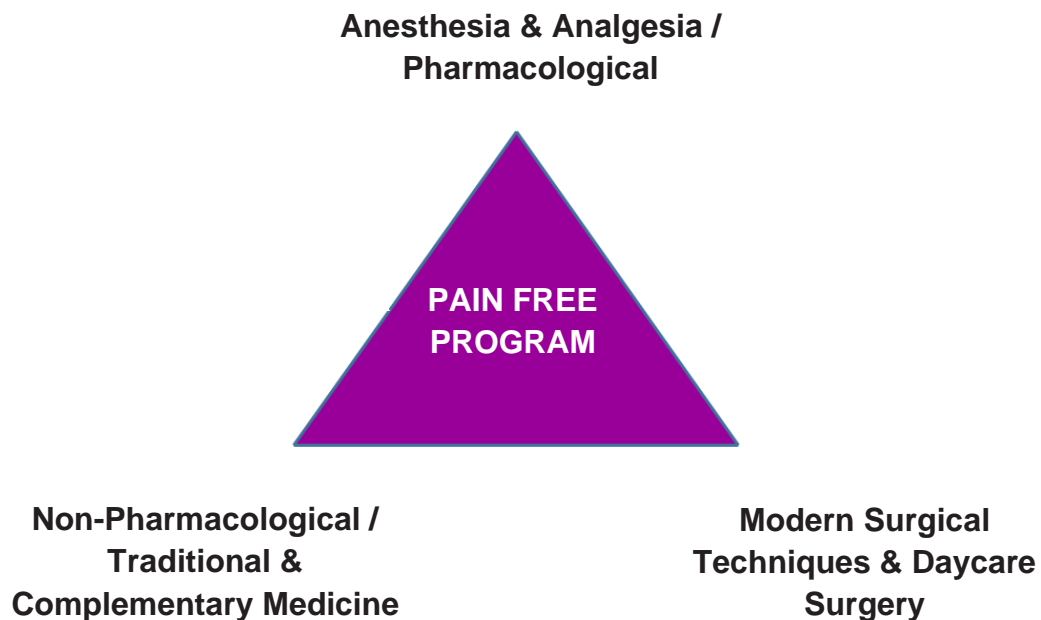 Anesthesia & Analgesia /
Pharmacological
PAIN FREE
PROGRAM
Non-Pharmacological /
Traditional &
Complementary Medicine
Modern Surgical
Techniques & Daycare
Surgery